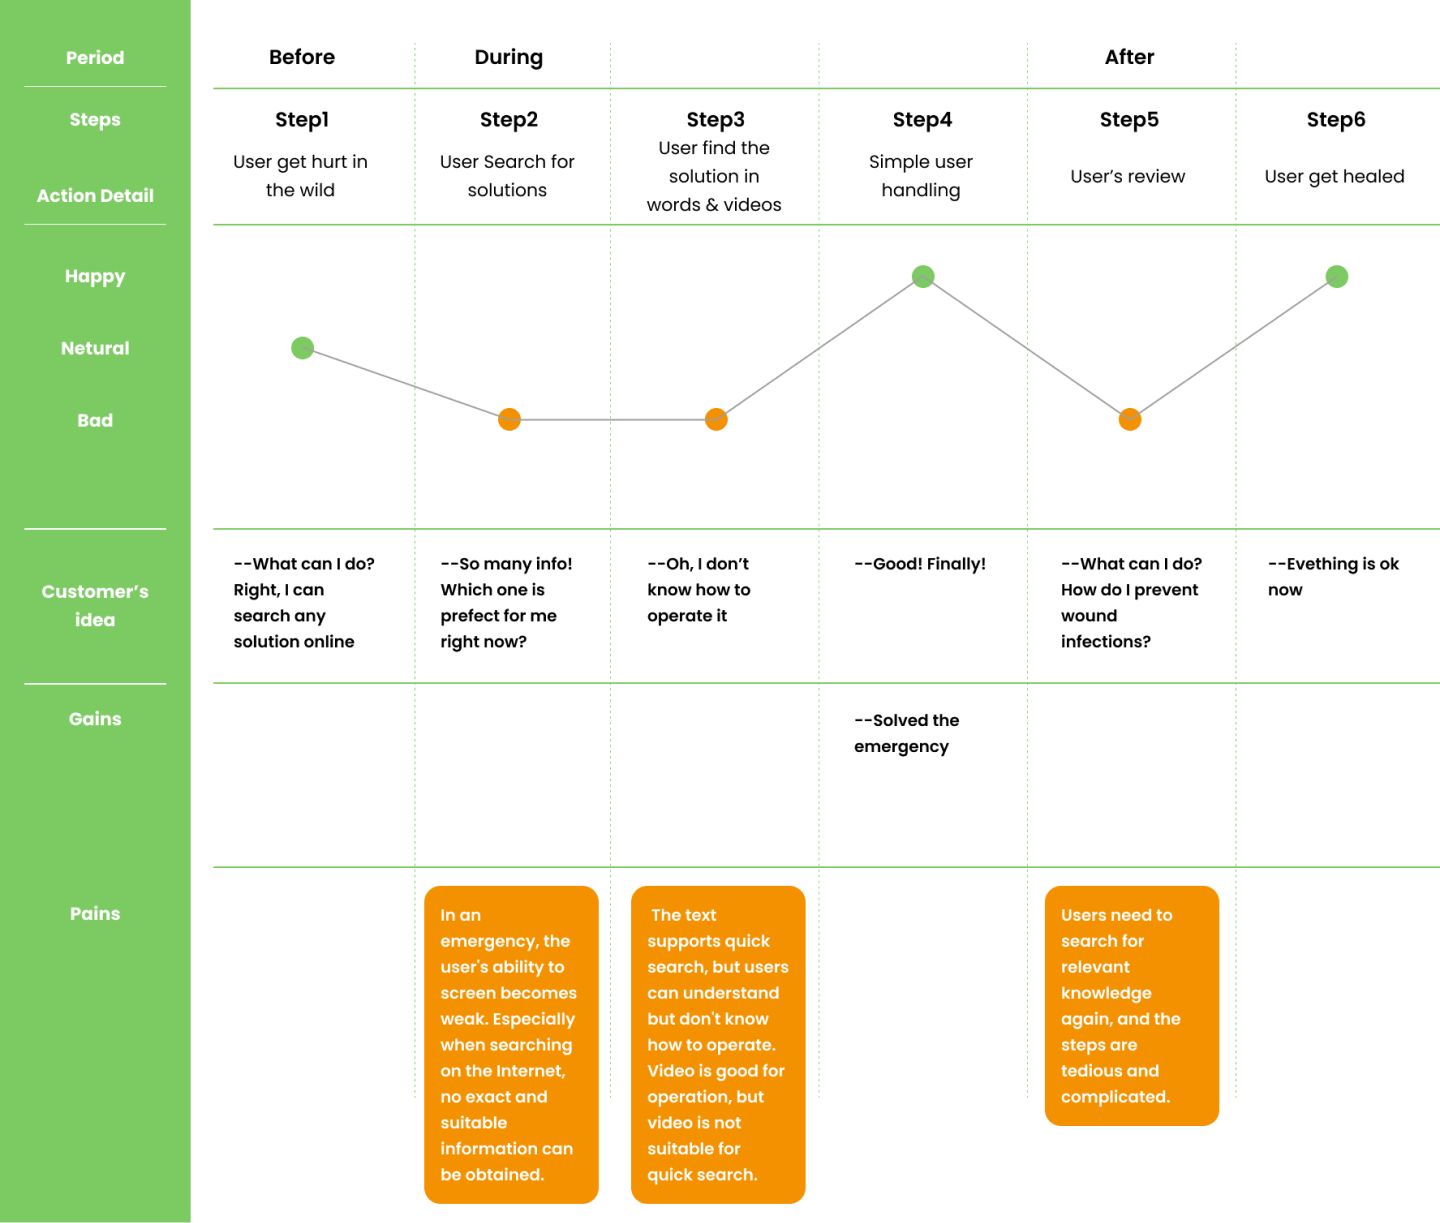 Period
Before
During
After
Steps
Step1
Step2
Step3
Step4
Step5
Step6
Action Detail
User get hurt in
the wild
User Search for
solutions
User find the
solution in
words & videos
Simple user
handling
User’s review
User get healed
Happy
Netural
Bad
Customer’s
idea
--What can I do?
Right, I can
search any
solution online
--So many info!
Which one is
prefect for me
right now?
--Oh, I don’t
know how to
operate it
--Good! Finally!
--What can I do?
How do I prevent
wound
infections?
--Evething is ok
now
Gains
--Solved the
emergency
Pains
In an
emergency, the
user's ability to
screen becomes
weak. Especially
when searching
on the Internet,
no exact and
suitable
information can
be obtained.
The text
supports quick
search, but users
can understand
but don't know
how to operate.
Video is good for
operation, but
video is not
suitable for
quick search.
Users need to
search for
relevant
knowledge
again, and the
steps are
tedious and
complicated.